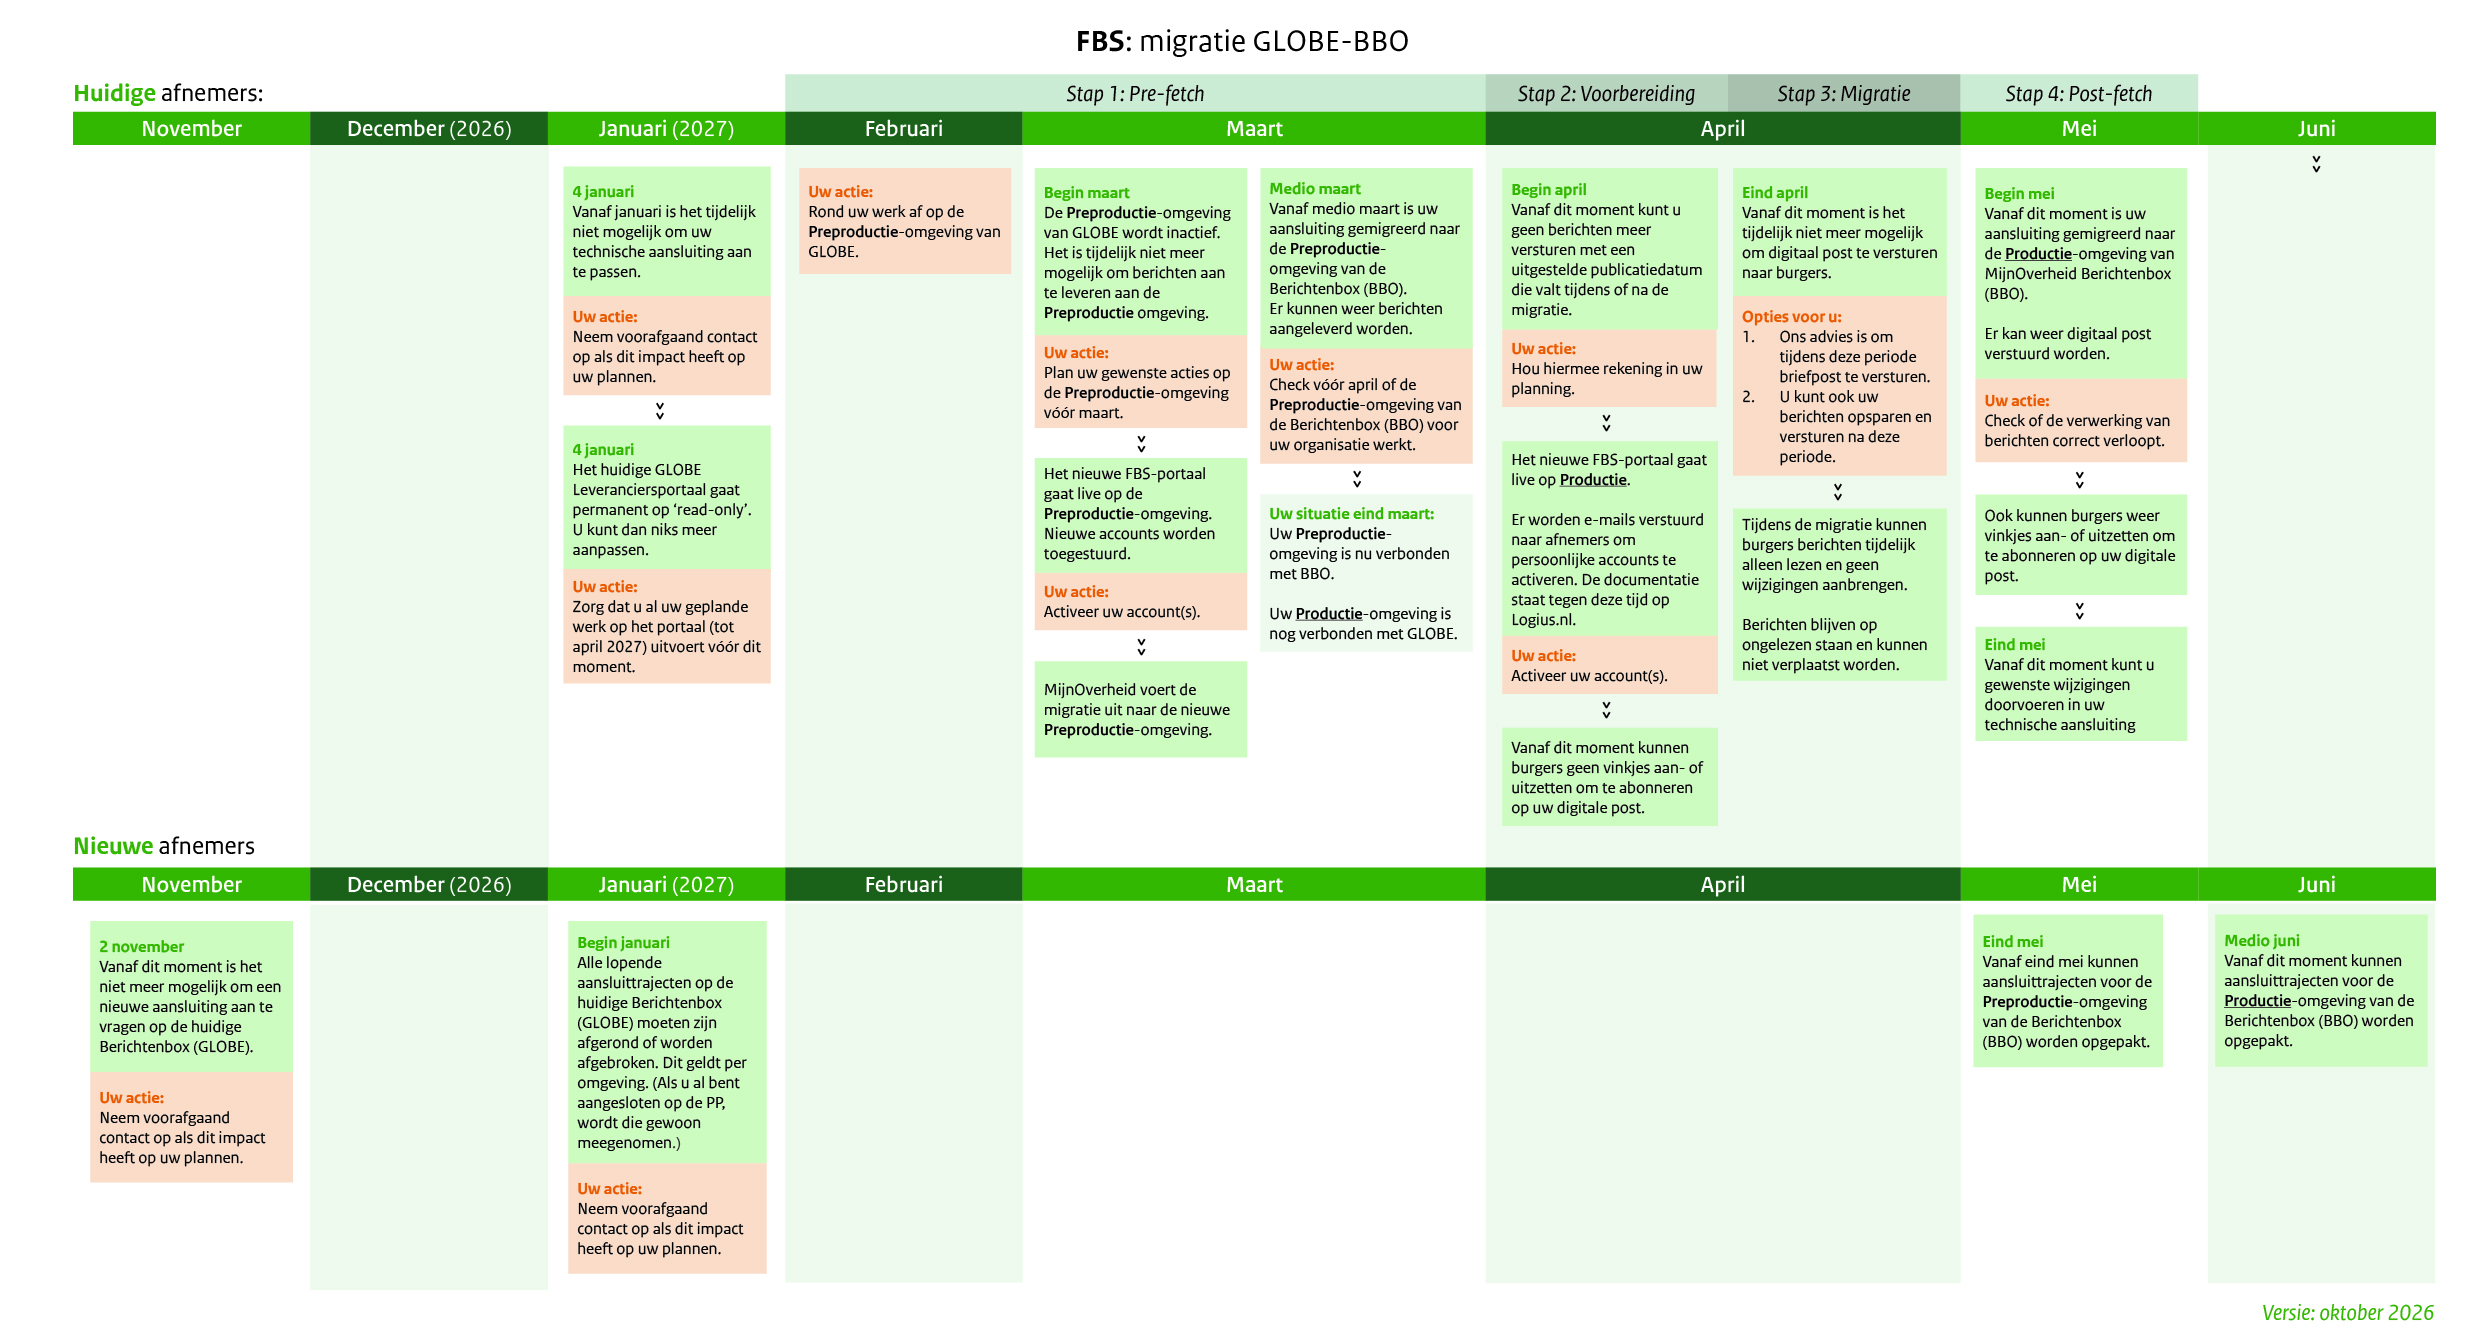 FBS: migratie GLOBE-BBO
Huidige afnemers:
Stap 1: Pre-fetch
Stap 2: Voorbereiding
Stap 3: Migratie
Stap 4: Post-fetch
November
December (2026)
Januari (2027)
Februari
Maart
April
Mei
Juni
4 januari
Vanaf januari is het tijdelijk
niet mogelijk om uw
technische aansluiting aan
te passen.
Uw actie:
Neem voorafgaand contact
op als dit impact heeft op
uw plannen.
4 januari
Het huidige GLOBE
Leveranciersportaal gaat
permanent op ‘read-only’.
U kunt dan niks meer
aanpassen.
Uw actie:
Zorg dat u al uw geplande
werk op het portaal (tot
april 2027) uitvoert vóór dit
moment.
Uw actie:
Rond uw werk af op de
Preproductie-omgeving van
GLOBE.
Begin maart
De Preproductie-omgeving
van GLOBE wordt inactief.
Het is tijdelijk niet meer
mogelijk om berichten aan
te leveren aan de
Preproductie omgeving.
Uw actie:
Plan uw gewenste acties op
de Preproductie-omgeving
vóór maart.
Het nieuwe FBS-portaal
gaat live op de
Preproductie-omgeving.
Nieuwe accounts worden
toegestuurd.
Uw actie:
Activeer uw account(s).
MijnOverheid voert de
migratie uit naar de nieuwe
Preproductie-omgeving.
Medio maart
Vanaf medio maart is uw
aansluiting gemigreerd naar
de Preproductie-
omgeving van de
Berichtenbox (BBO).
Er kunnen weer berichten
aangeleverd worden.
Uw actie:
Check vóór april of de
Preproductie-omgeving van
de Berichtenbox (BBO) voor
uw organisatie werkt.
Uw situatie eind maart:
Uw Preproductie-
omgeving is nu verbonden
met BBO.
Uw Productie-omgeving is
nog verbonden met GLOBE.
Begin april
Vanaf dit moment kunt u
geen berichten meer
versturen met een
uitgestelde publicatiedatum
die valt tijdens of na de
migratie.
Uw actie:
Hou hiermee rekening in uw
planning.
Het nieuwe FBS-portaal gaat
live op Productie.
Er worden e-mails verstuurd
naar afnemers om
persoonlijke accounts te
activeren. De documentatie
staat tegen deze tijd op
Logius.nl.
Uw actie:
Activeer uw account(s).
Vanaf dit moment kunnen
burgers geen vinkjes aan- of
uitzetten om te abonneren
op uw digitale post.
Eind april
Vanaf dit moment is het
tijdelijk niet meer mogelijk
om digitaal post te versturen
naar burgers.
Opties voor u:
1. Ons advies is om
tijdens deze periode
briefpost te versturen.
2. U kunt ook uw
berichten opsparen en
versturen na deze
periode.
Tijdens de migratie kunnen
burgers berichten tijdelijk
alleen lezen en geen
wijzigingen aanbrengen.
Berichten blijven op
ongelezen staan en kunnen
niet verplaatst worden.
Begin mei
Vanaf dit moment is uw
aansluiting gemigreerd naar
de Productie-omgeving van
MijnOverheid Berichtenbox
(BBO).
Er kan weer digitaal post
verstuurd worden.
Uw actie:
Check of de verwerking van
berichten correct verloopt.
Ook kunnen burgers weer
vinkjes aan- of uitzetten om
te abonneren op uw digitale
post.
Eind mei
Vanaf dit moment kunt u
gewenste wijzigingen
doorvoeren in uw
technische aansluiting
Nieuwe afnemers
November
December (2026)
Januari (2027)
Februari
Maart
April
Mei
Juni
2 november
Vanaf dit moment is het
niet meer mogelijk om een
nieuwe aansluiting aan te
vragen op de huidige
Berichtenbox (GLOBE).
Uw actie:
Neem voorafgaand
contact op als dit impact
heeft op uw plannen.
Begin januari
Alle lopende
aansluittrajecten op de
huidige Berichtenbox
(GLOBE) moeten zijn
afgerond of worden
afgebroken. Dit geldt per
omgeving. (Als u al bent
aangesloten op de PP,
wordt die gewoon
meegenomen.)
Uw actie:
Neem voorafgaand
contact op als dit impact
heeft op uw plannen.
Eind mei
Vanaf eind mei kunnen
aansluittrajecten voor de
Preproductie-omgeving
van de Berichtenbox
(BBO) worden opgepakt.
Medio juni
Vanaf dit moment kunnen
aansluittrajecten voor de
Productie-omgeving van de
Berichtenbox (BBO) worden
opgepakt.
Versie: oktober 2026